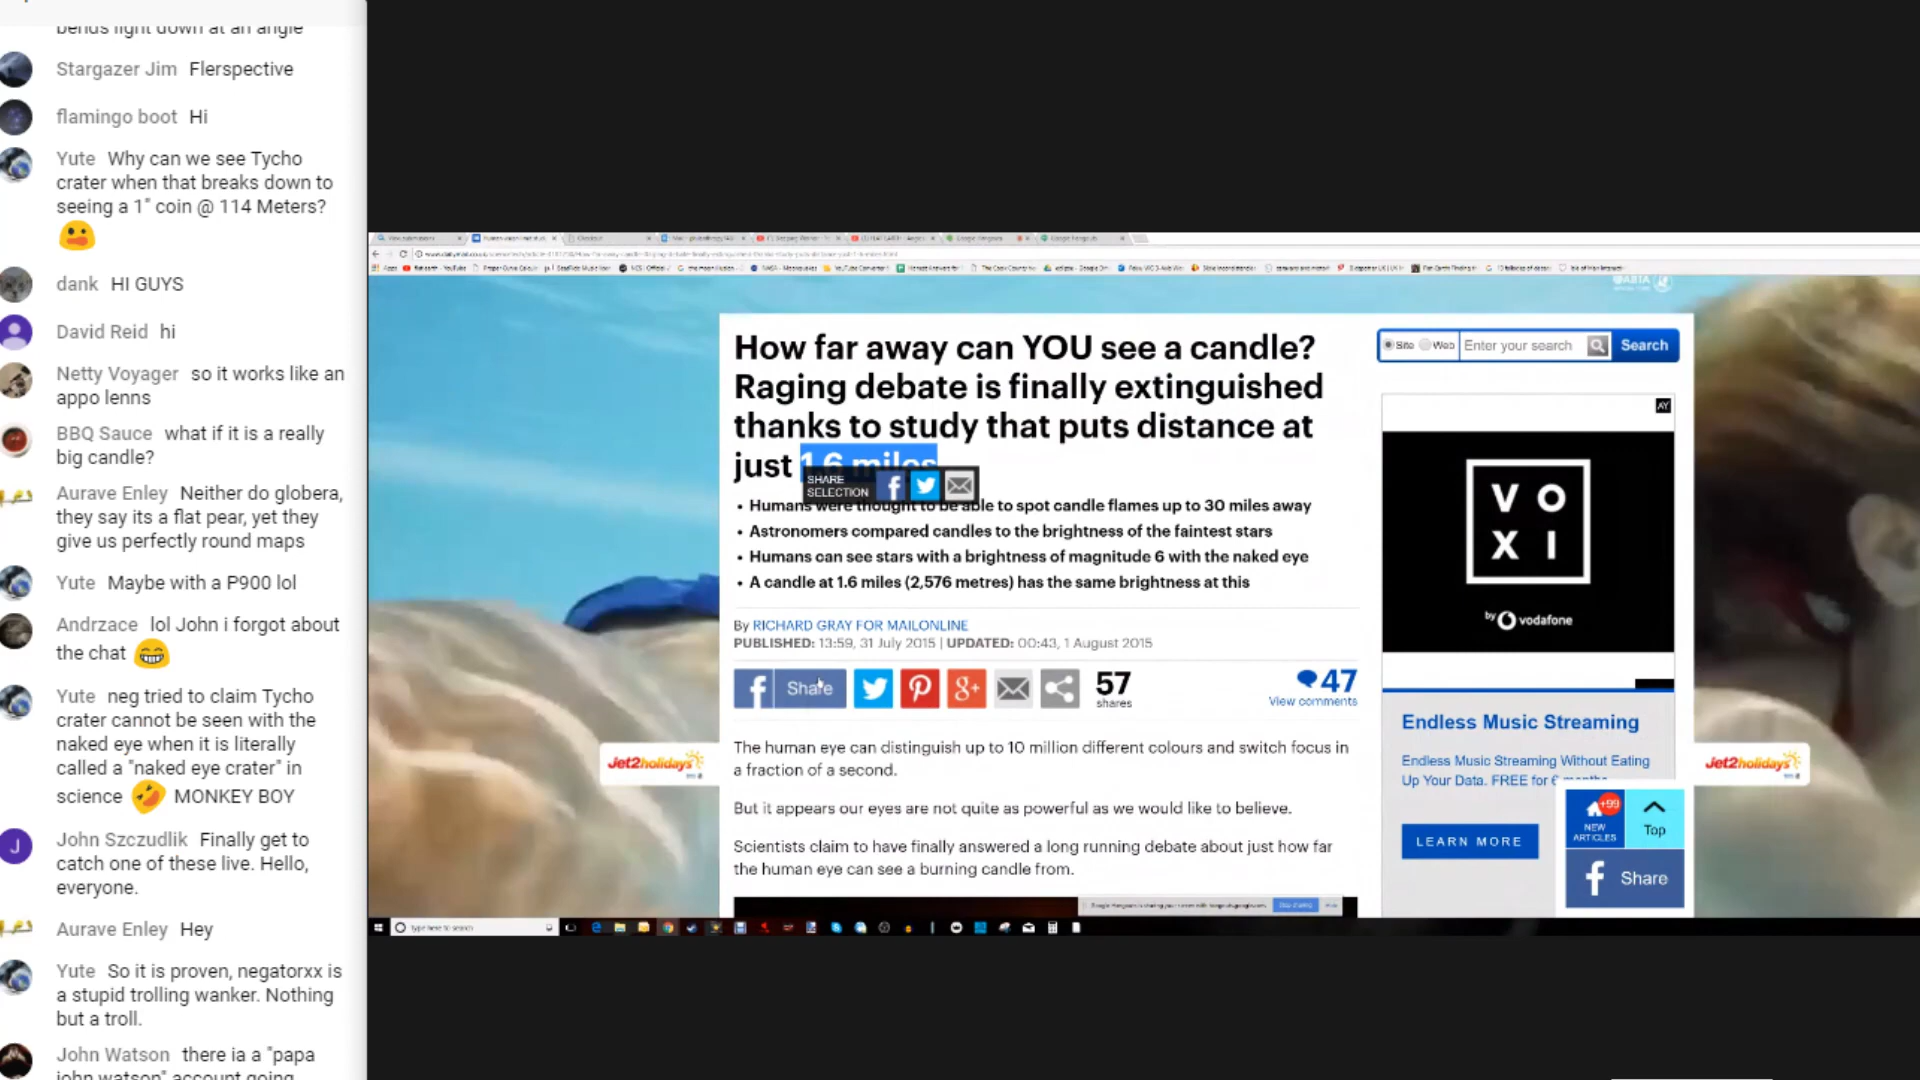 bends light down at an angle
Stargazer Jim Flerspective
flamingo boot Hi
Yute Why can we see Tycho
crater when that breaks down to
seeing a 1" coin @ 114 Meters?
dank HI GUYS
David Reid hi
Netty Voyager so it works like an
appo lenns
BBQ Sauce what if it is a really
big candle?
Aurave Enley Neither do globera,
they say its a flat pear, yet they
give us perfectly round maps
Yute Maybe with a P900 lol
Andrzace lol John i forgot about
the chat
Yute neg tried to claim Tycho
crater cannot be seen with the
naked eye when it is literally
called a "naked eye crater" in
science MONKEY BOY
J
John Szczudlik Finally get to
catch one of these live. Hello,
everyone.
Aurave Enley Hey
Yute So it is proven, negatorxx is
a stupid trolling wanker. Nothing
but a troll.
John Watson there ia a "papa
john watson" account going
ABTA
How far away can YOU see a candle?
Raging debate is finally extinguished
thanks to study that puts distance at
just 1.6 miles
SHARE
SELECTION
• Humans were thought to be able to spot candle flames up to 30 miles away
• Astronomers compared candles to the brightness of the faintest stars
• Humans can see stars with a brightness of magnitude 6 with the naked eye
• A candle at 1.6 miles (2,576 metres) has the same brightness at this
By RICHARD GRAY FOR MAILONLINE
PUBLISHED: 13:59, 31 July 2015 | UPDATED: 00:43, 1 August 2015
Share
57
shares
47
View comments
The human eye can distinguish up to 10 million different colours and switch focus in
a fraction of a second.
But it appears our eyes are not quite as powerful as we would like to believe.
Scientists claim to have finally answered a long running debate about just how far
the human eye can see a burning candle from.
Site Web Enter your search Search
VO
XI
by vodafone
Endless Music Streaming
Endless Music Streaming Without Eating
Up Your Data. FREE for 6 months
LEARN MORE
+99
NEW
ARTICLES
Top
Share
Jet2holidays
Jet2holidays
Type here to search